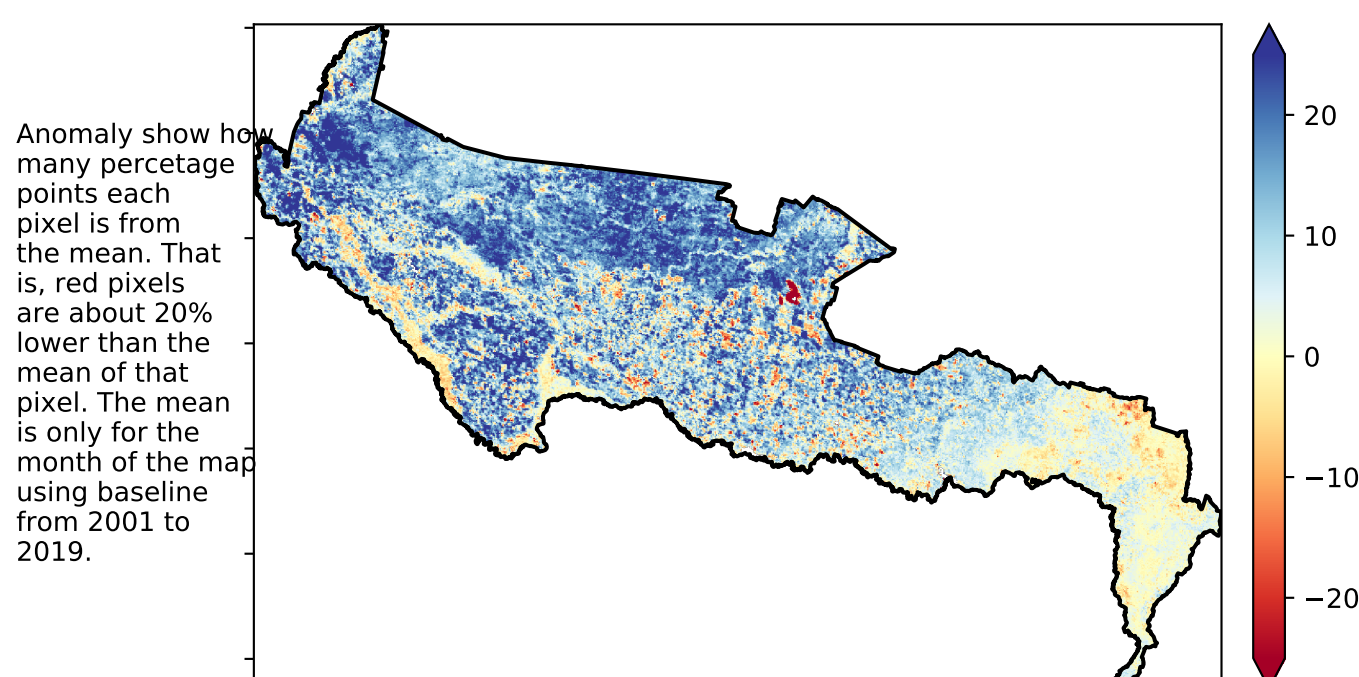 Anomaly show how
many percetage
points each
pixel is from
the mean. That
is, red pixels
are about 20%
lower than the
mean of that
pixel. The mean
is only for the
month of the map
using baseline
from 2001 to
2019.
20
10
0
−10
−20